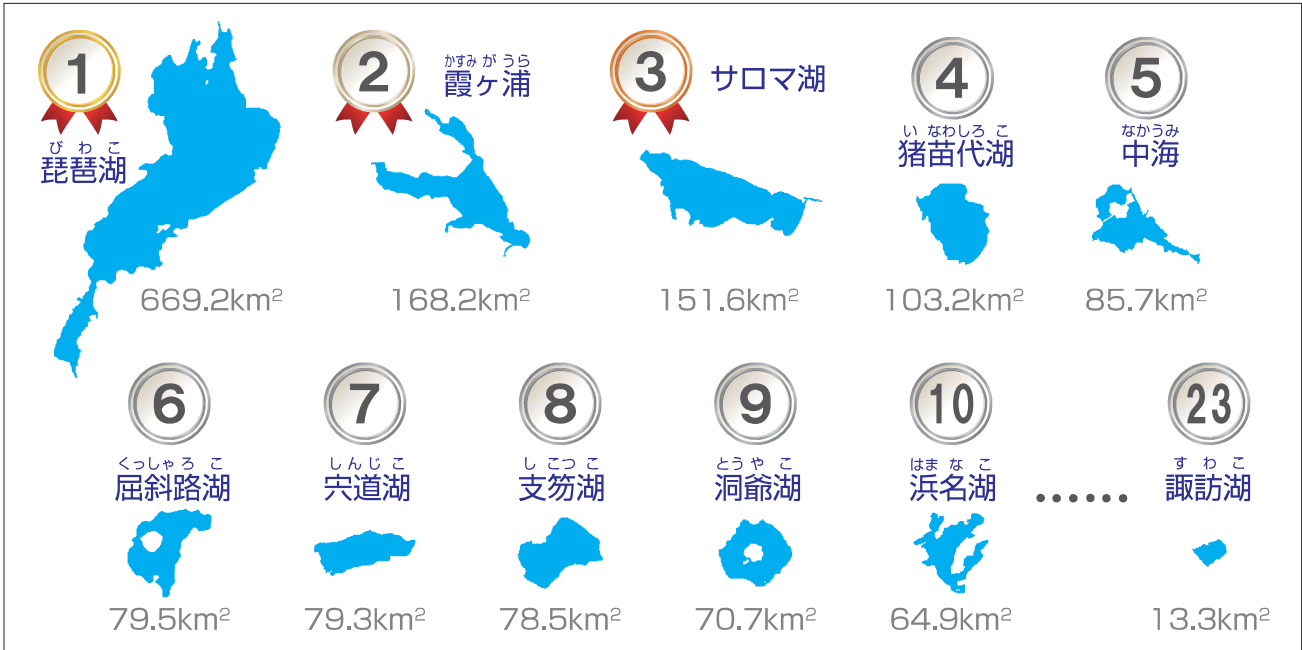 1
びわこ
琵琶湖
669.2km²
2
かすみがうら
霞ヶ浦
168.2km²
3
サロマ湖
151.6km²
4
いなわしろこ
猪苗代湖
103.2km²
5
なかうみ
中海
85.7km²
6
くっしゃろこ
屈斜路湖
79.5km²
7
しんじこ
宍道湖
79.3km²
8
しこつこ
支笏湖
78.5km²
9
とうやこ
洞爺湖
70.7km²
10
はまなこ
浜名湖
64.9km²
……
23
すわこ
諏訪湖
13.3km²